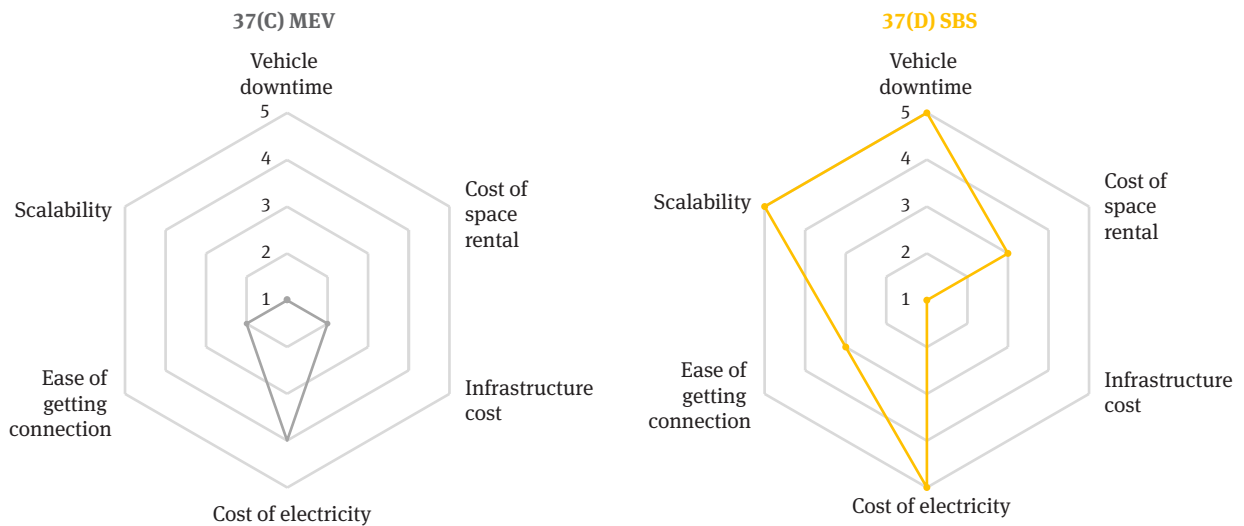 37(C) MEV
Vehicle
downtime
5
4
3
2
1
Cost of
space
rental
Infrastructure
cost
Cost of electricity
Ease of
getting
connection
Scalability
37(D) SBS
Vehicle
downtime
5
4
3
2
1
Cost of
space
rental
Infrastructure
cost
Cost of electricity
Ease of
getting
connection
Scalability